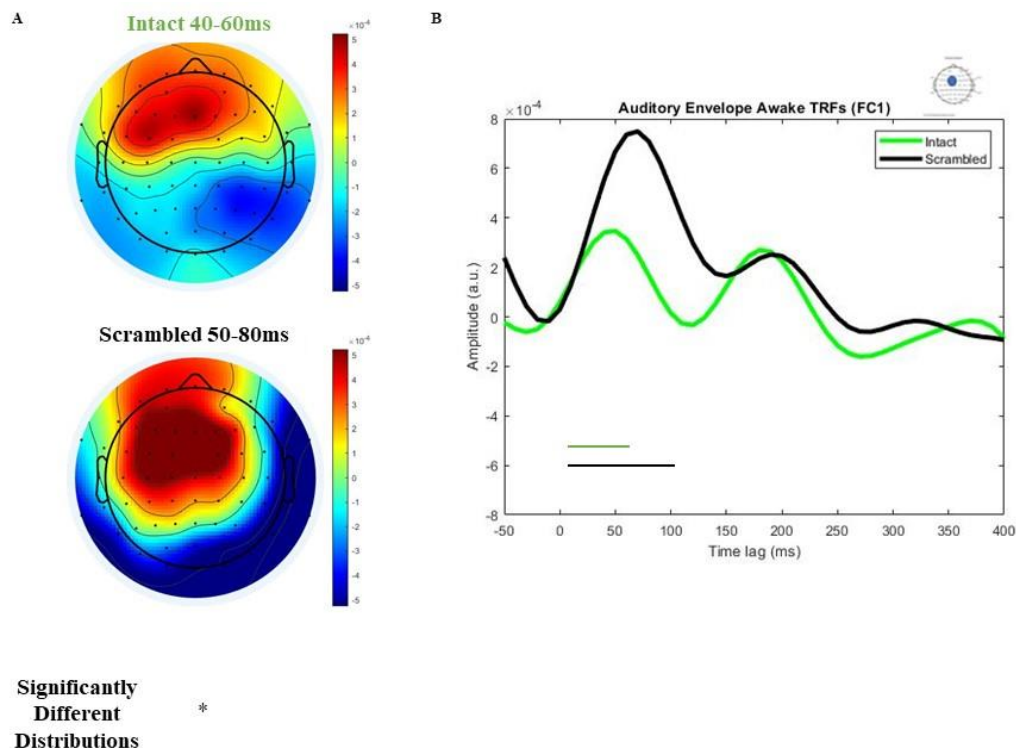 A
Intact 40-60ms
×10⁻⁴
5
4
3
2
1
0
-1
-2
-3
-4
-5
Scrambled 50-80ms
×10⁻⁴
5
4
3
2
1
0
-1
-2
-3
-4
-5
Significantly
Different
Distributions
*
B
Auditory Envelope Awake TRFs (FC1)
×10⁻⁴
Intact
Scrambled
8
6
4
2
0
-2
-4
-6
-8
Amplitude (a.u.)
-50 0 50 100 150 200 250 300 350 400
Time lag (ms)